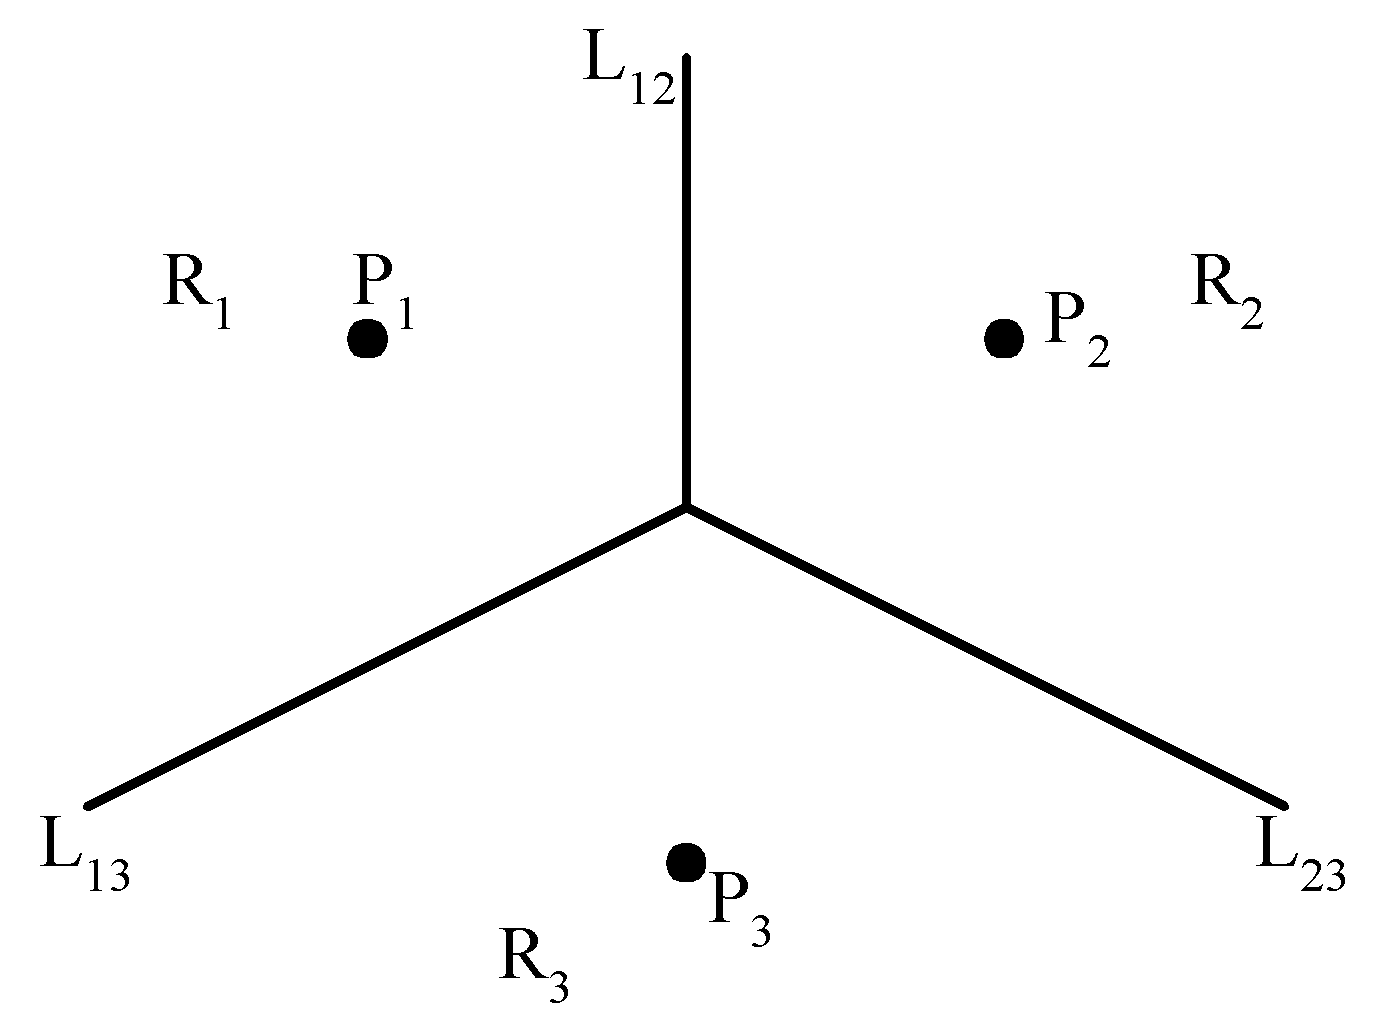 L₁₂
R₁
P₁
P₂
R₂
L₁₃
L₂₃
P₃
R₃